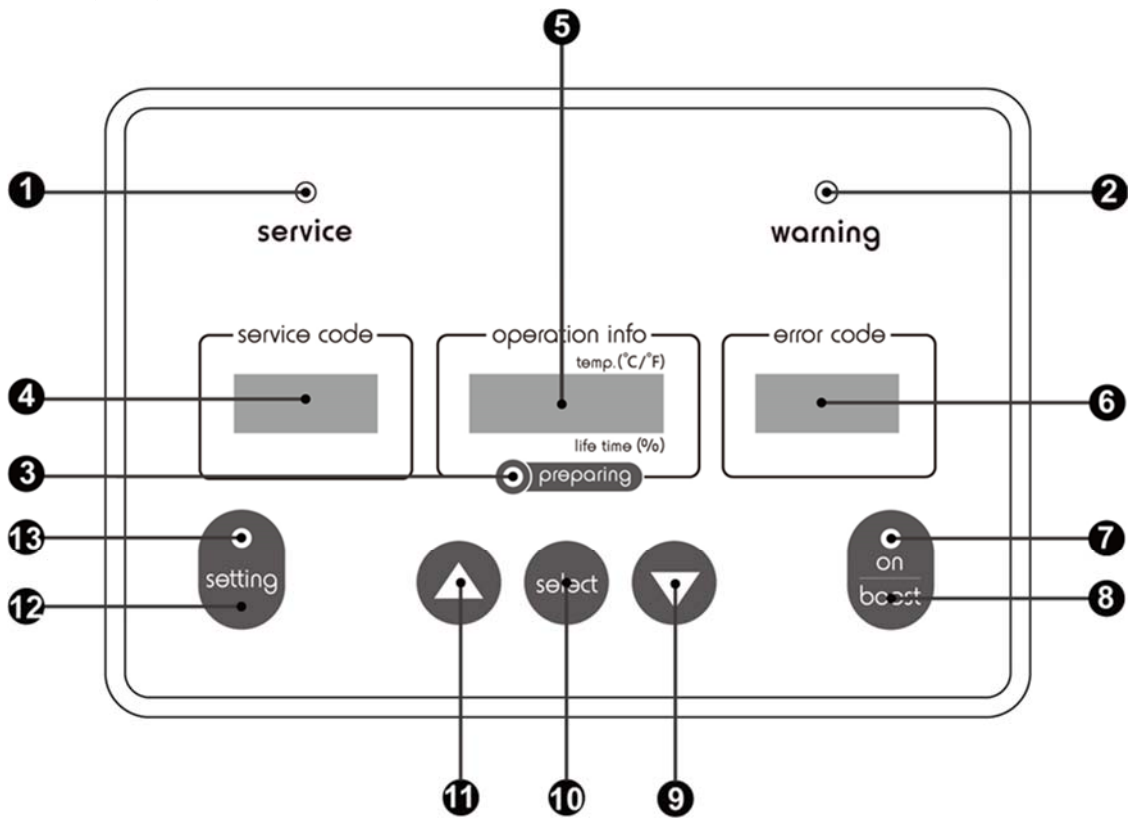 5
1
2
service
warning
service code
operation info
error code
temp.(°C/°F)
4
6
life time (%)
3
preparing
13
7
setting
select
on
12
boost
8
11
10
9